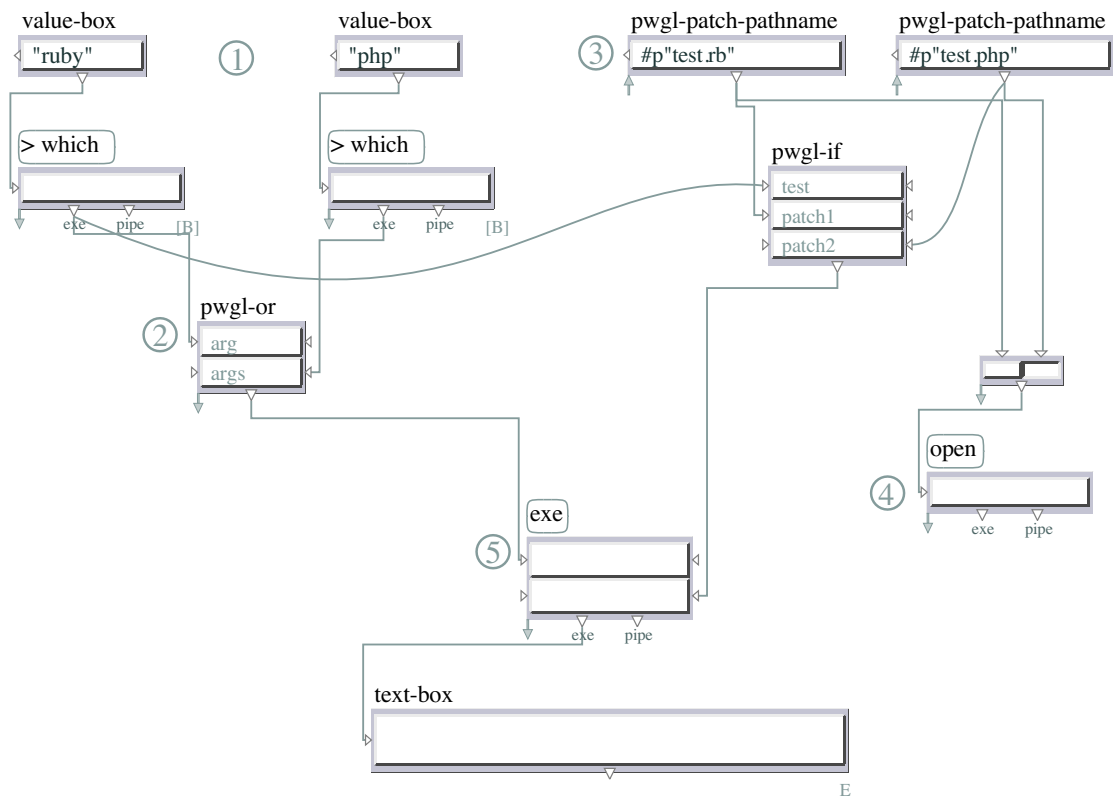 value-box
value-box
pwgl-patch-pathname
pwgl-patch-pathname
"ruby"
1
"php"
3
#p"test.rb"
#p"test.php"
> which
> which
pwgl-if
test
patch1
patch2
exe
pipe
[B]
exe
pipe
[B]
pwgl-or
2
arg
args
open
4
exe
pipe
exe
5
exe
pipe
text-box
E